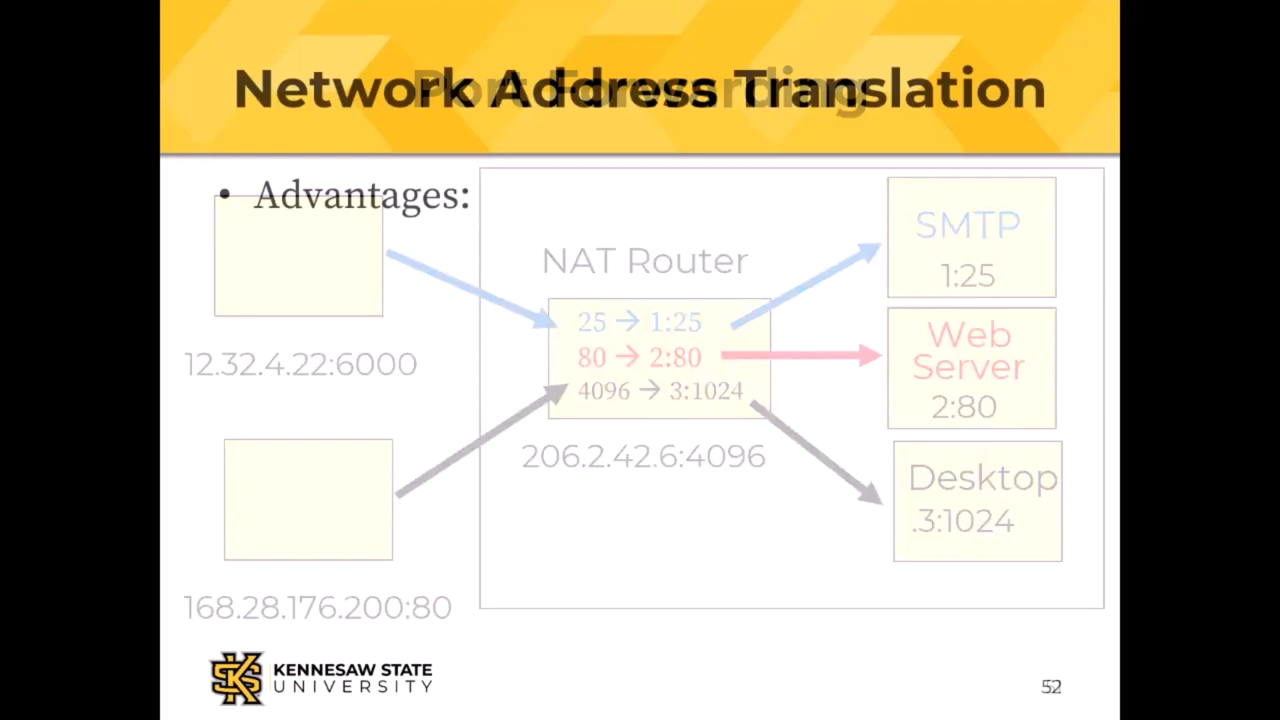 Network Address Translation
Port Forwarding
• Advantages:
NAT Router
25 → 1:25
80 → 2:80
4096 → 3:1024
206.2.42.6:4096
12.32.4.22:6000
168.28.176.200:80
SMTP
1:25
Web
Server
2:80
Desktop
.3:1024
KENNESAW STATE
UNIVERSITY
52